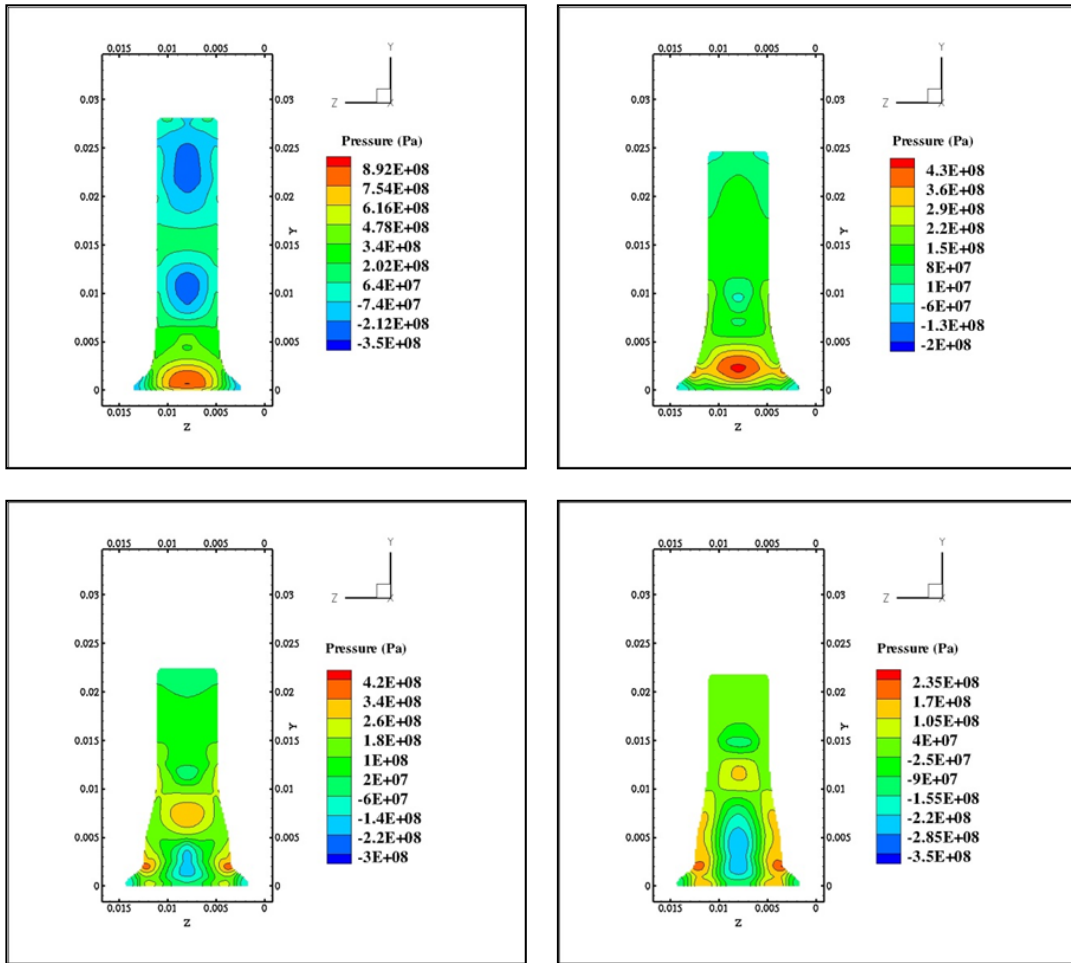 0.015 0.01 0.005 0
Y
0.03 0.03
Z X
Pressure (Pa)
0.025 0.025
8.92E+08
7.54E+08
0.02 0.02
6.16E+08
4.78E+08
Y
3.4E+08
0.015 0.015
2.02E+08
6.4E+07
0.01 0.01
-7.4E+07
-2.12E+08
0.005 0.005
-3.5E+08
0 0
0.015 0.01 0.005 0
Z
0.015 0.01 0.005 0
Y
0.03 0.03
Z X
Pressure (Pa)
0.025 0.025
4.3E+08
3.6E+08
0.02 0.02
2.9E+08
2.2E+08
Y
1.5E+08
0.015 0.015
8E+07
1E+07
0.01 0.01
-6E+07
-1.3E+08
0.005 0.005
-2E+08
0 0
0.015 0.01 0.005 0
Z
0.015 0.01 0.005 0
Y
0.03 0.03
Z X
Pressure (Pa)
0.025 0.025
4.2E+08
3.4E+08
0.02 0.02
2.6E+08
1.8E+08
Y
1E+08
0.015 0.015
2E+07
-6E+07
0.01 0.01
-1.4E+08
-2.2E+08
0.005 0.005
-3E+08
0 0
0.015 0.01 0.005 0
Z
0.015 0.01 0.005 0
Y
0.03 0.03
Z X
Pressure (Pa)
0.025 0.025
2.35E+08
1.7E+08
0.02 0.02
1.05E+08
4E+07
Y
-2.5E+07
0.015 0.015
-9E+07
-1.55E+08
0.01 0.01
-2.2E+08
-2.85E+08
0.005 0.005
-3.5E+08
0 0
0.015 0.01 0.005 0
Z